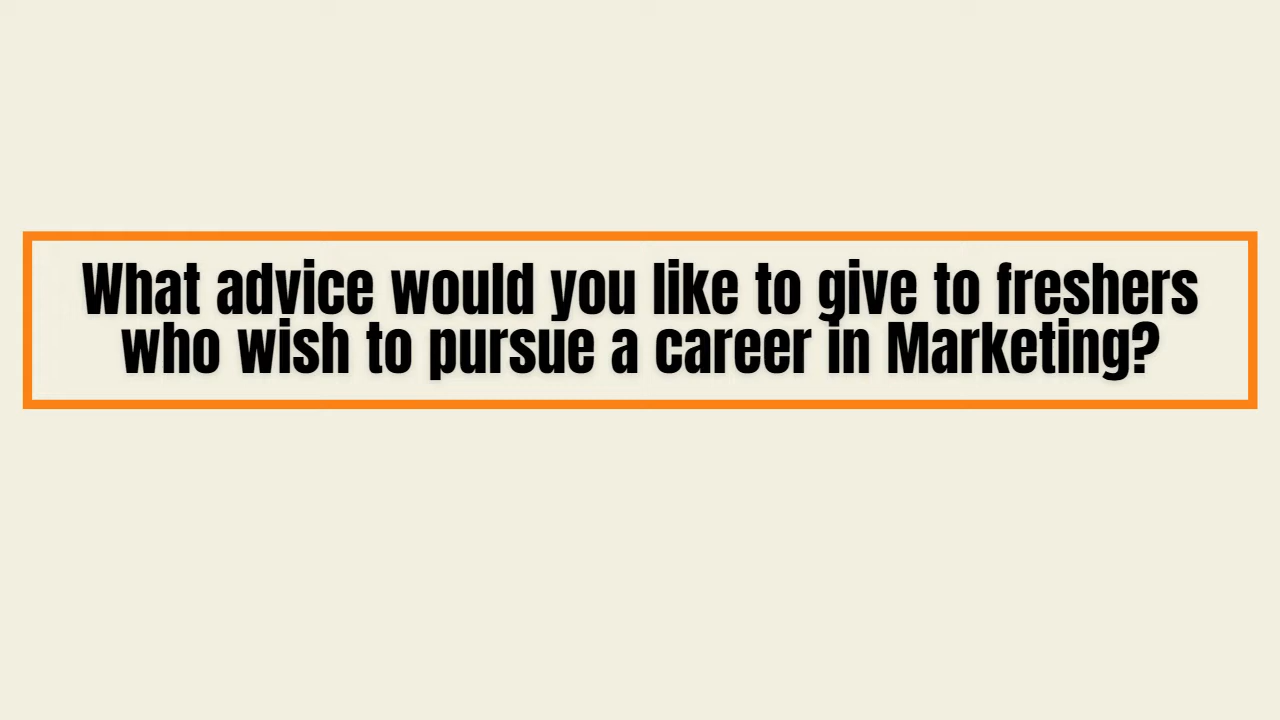 What advice would you like to give to freshers
who wish to pursue a career in Marketing?